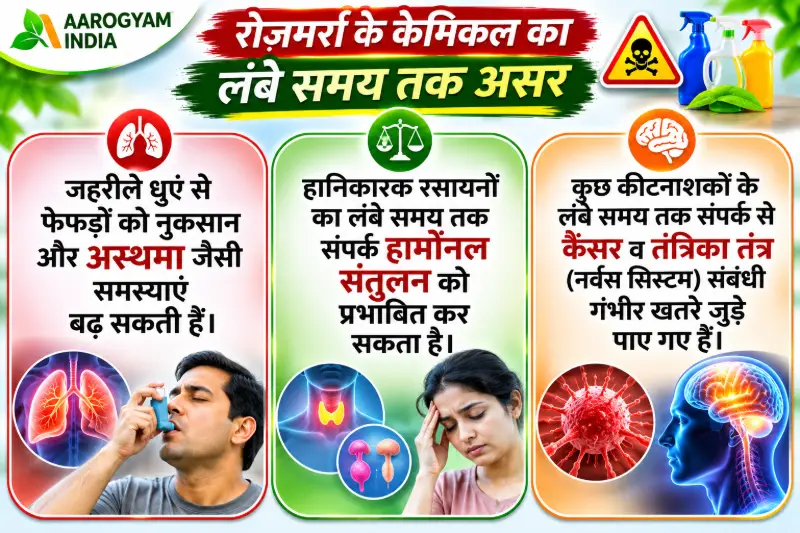 AAROGYAM
INDIA
रोज़मर्रा के केमिकल का
लंबे समय तक असर
जहरीले धुएं से
फेफड़ों को नुकसान
और अस्थमा जैसी
समस्याएं
बढ़ सकती हैं।
हानिकारक रसायनों
का लंबे समय तक
संपर्क हार्मोनल
संतुलन को
प्रभाबित कर
सकता है।
कुछ कीटनाशकों के
लंबे समय तक संपर्क से
कैंसर व तंत्रिका तंत्र
(नर्वस सिस्टम) संबंधी
गंभीर खतरे जुड़े
पाए गए हैं।